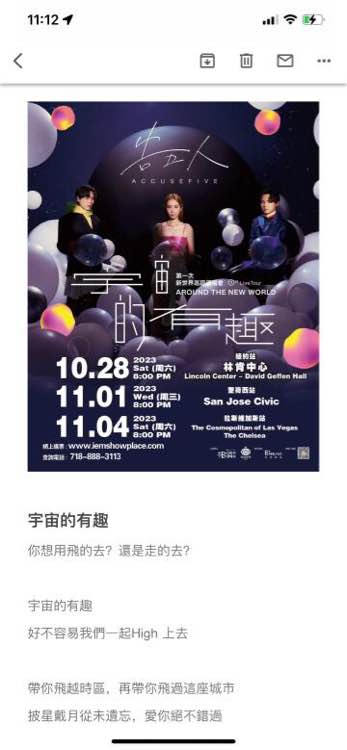 11:12
告五人
ACCUSEFIVE
宇宙的有趣
第一次
新世界巡迴演唱會
LiveTour
AROUND THE NEW WORLD
10.28
2023
Sat (周六)
8:00 PM
紐約站
林肯中心
Lincoln Center - David Geffen Hall
11.01
2023
Wed (周三)
8:00 PM
聖荷西站
San Jose Civic
11.04
2023
Sat (周六)
8:00 PM
拉斯維加斯站
The Cosmopolitan of Las Vegas
The Chelsea
網上購票:www.iemshowplace.com
查詢電話:718-888-3113
宇宙的有趣
你想用飛的去?還是走的去?
宇宙的有趣
好不容易我們一起High 上去
帶你飛越時區,再帶你飛過這座城市
披星戴月從未遺忘,愛你絕不錯過